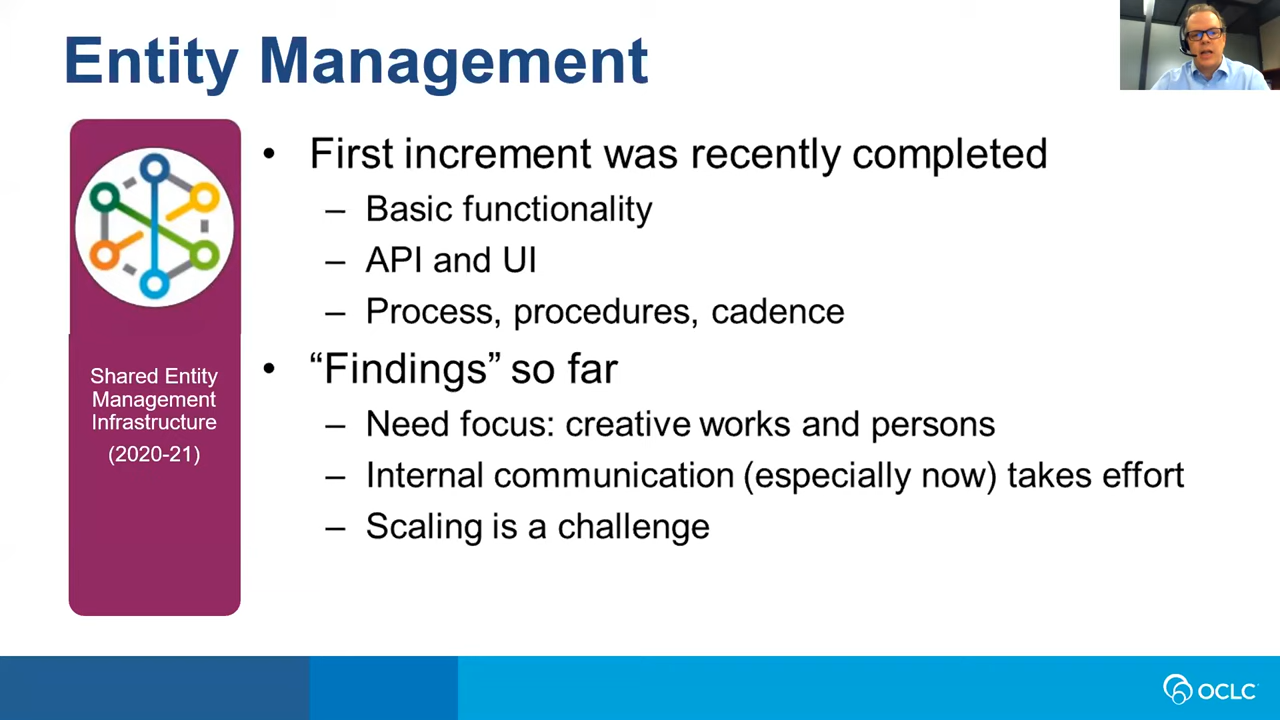 Entity Management
• First increment was recently completed
– Basic functionality
– API and UI
– Process, procedures, cadence
• “Findings” so far
– Need focus: creative works and persons
– Internal communication (especially now) takes effort
– Scaling is a challenge
Shared Entity
Management
Infrastructure
(2020-21)
OCLC